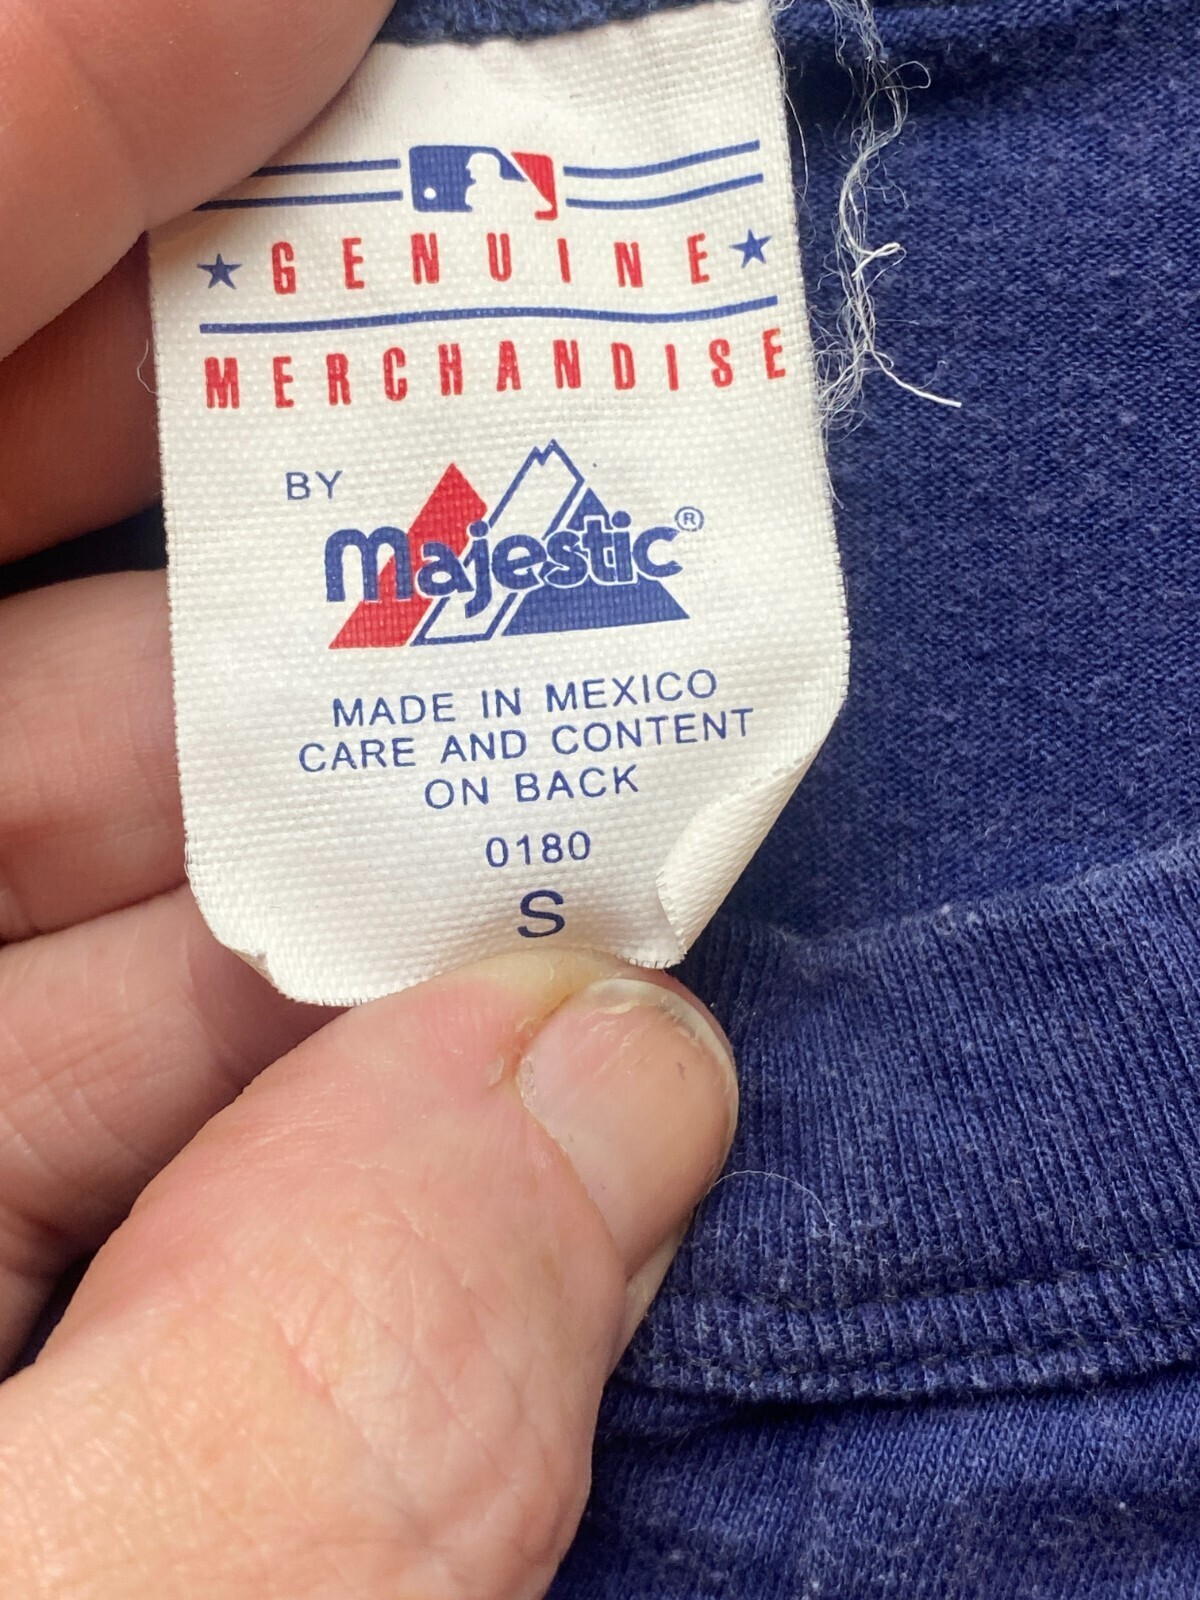 GENUINE
MERCHANDISE
BY
Majestic®
MADE IN MEXICO
CARE AND CONTENT
ON BACK
0180
S